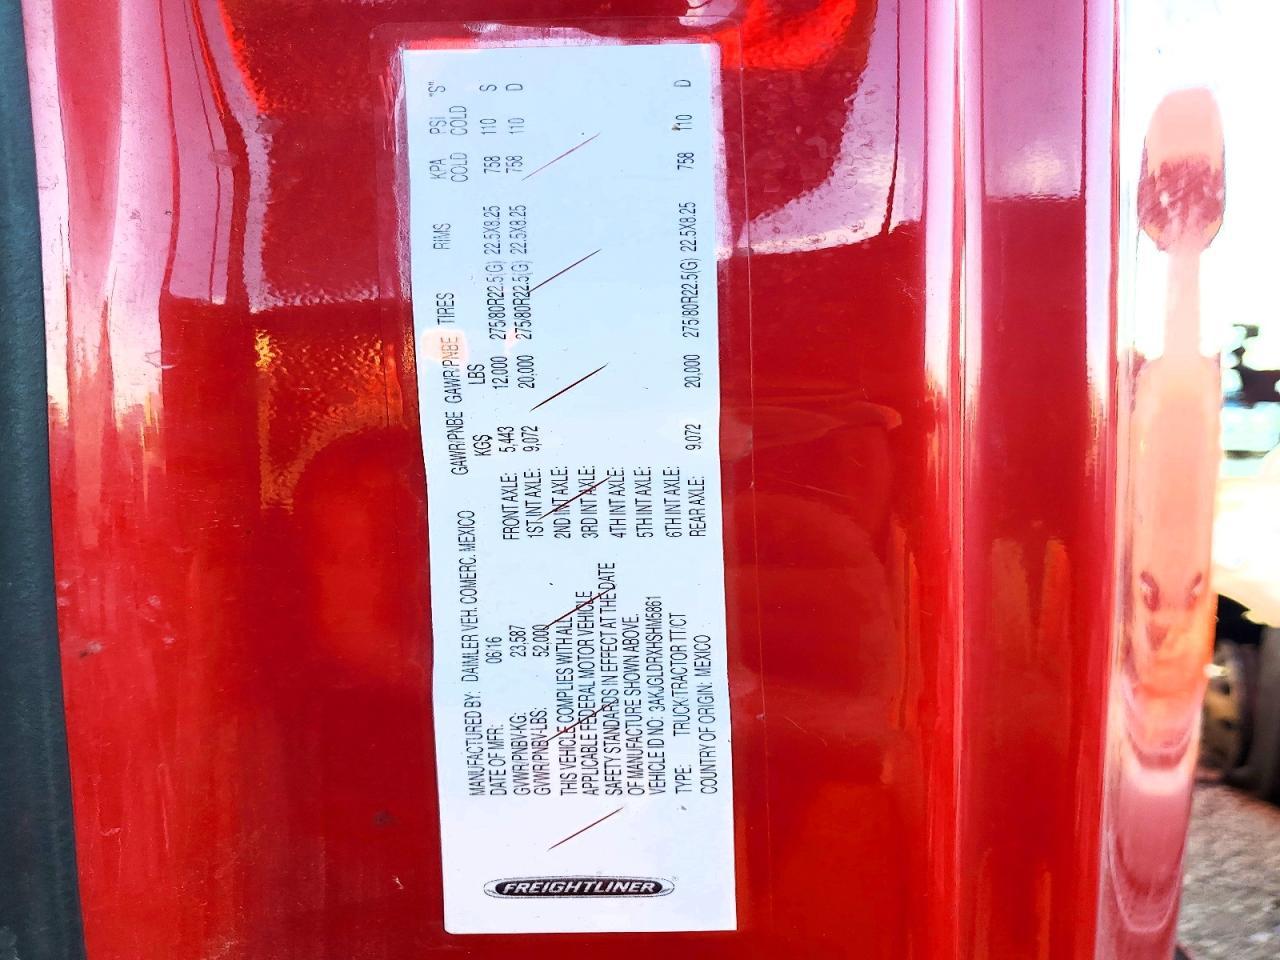 FREIGHTLINER
MANUFACTURED BY: DAIMLER VEH. COMERC. MEXICO
DATE OF MFR: 06/16
GVWR/PNBV-KG: 23,587
GVWR/PNBV-LBS: 52,000
THIS VEHICLE COMPLIES WITH ALL
APPLICABLE FEDERAL MOTOR VEHICLE
SAFETY STANDARDS IN EFFECT AT THE DATE
OF MANUFACTURE SHOWN ABOVE.
VEHICLE ID NO: 3AKJGLDRXHSHM5861
TYPE: TRUCK/TRACTOR TT/CT
COUNTRY OF ORIGIN: MEXICO
GAWR/PNBE GAWR/PNBE TIRES RIMS KPA PSI "S"
KGS LBS COLD COLD
FRONT AXLE: 5,443 12,000 275/80R22.5(G) 22.5X8.25 758 110 S
1ST INT AXLE: 9,072 20,000 275/80R22.5(G) 22.5X8.25 758 110 D
2ND INT AXLE:
3RD INT AXLE:
4TH INT AXLE:
5TH INT AXLE:
6TH INT AXLE:
REAR AXLE: 9,072 20,000 275/80R22.5(G) 22.5X8.25 758 110 D